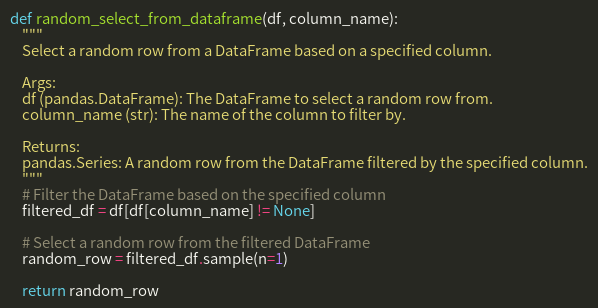 def random_select_from_dataframe(df, column_name):
"""
Select a random row from a DataFrame based on a specified column.
Args:
df (pandas.DataFrame): The DataFrame to select a random row from.
column_name (str): The name of the column to filter by.
Returns:
pandas.Series: A random row from the DataFrame filtered by the specified column.
"""
# Filter the DataFrame based on the specified column
filtered_df = df[df[column_name] != None]
# Select a random row from the filtered DataFrame
random_row = filtered_df.sample(n=1)
return random_row